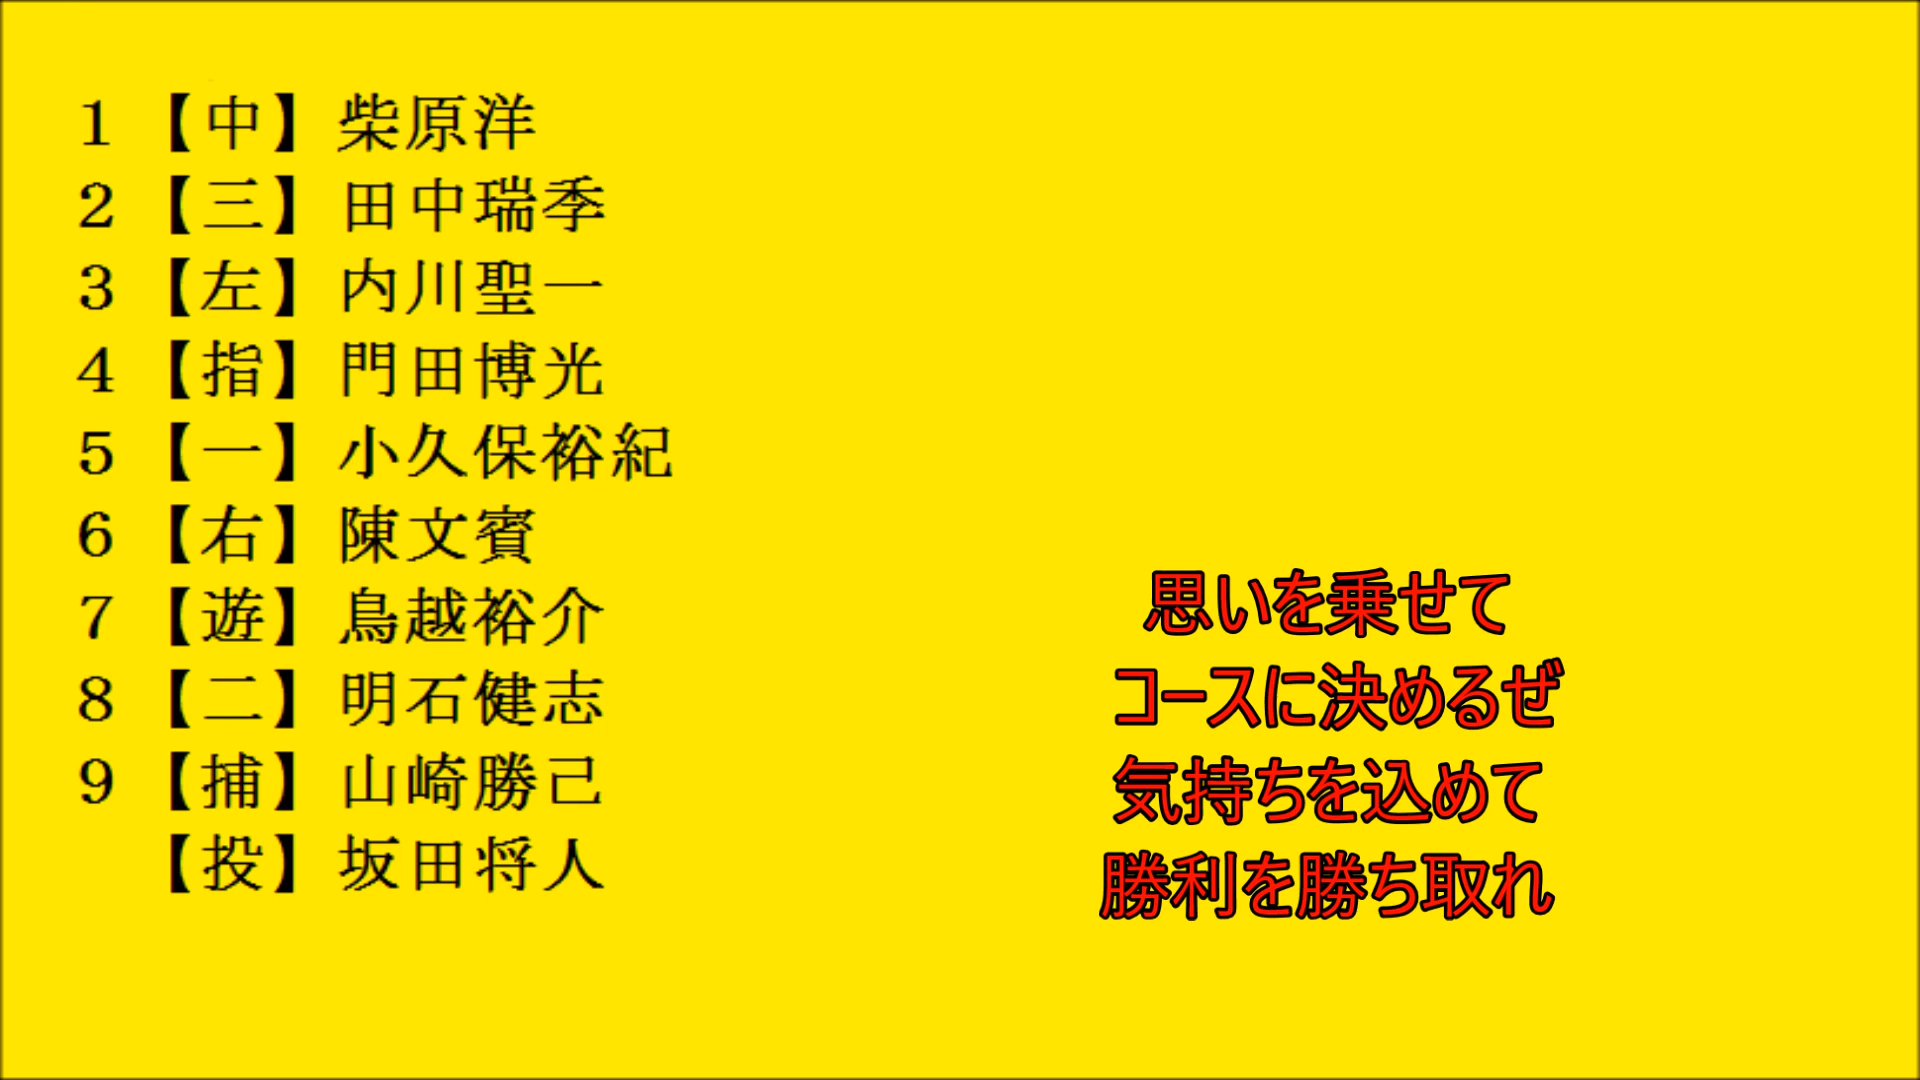 1 【中】 柴原洋
2 【三】 田中瑞季
3 【左】 内川聖一
4 【指】 門田博光
5 【一】 小久保裕紀
6 【右】 陳文賓
7 【遊】 鳥越裕介
8 【二】 明石健志
9 【捕】 山崎勝己
【投】 坂田将人
思いを乗せて
コースに決めるぜ
気持ちを込めて
勝利を勝ち取れ